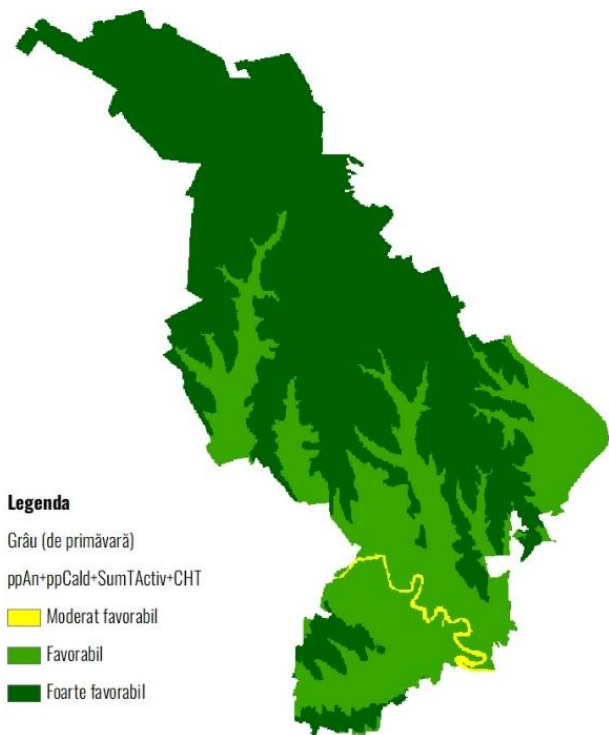 Legenda
Grâu (de primăvară)
ppAn+ppCald+SumTActiv+CHT
Moderat favorabil
Favorabil
Foarte favorabil